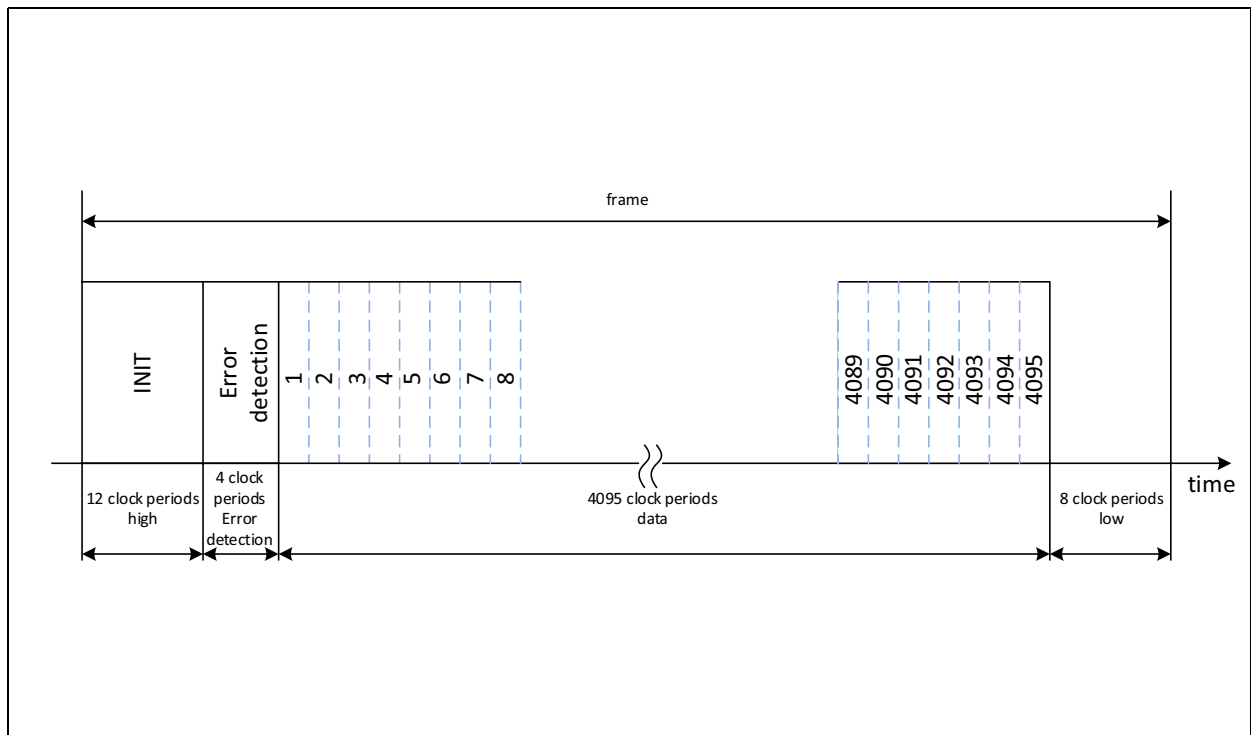 frame
INIT
Error
detection
1
2
3
4
5
6
7
8
4089
4090
4091
4092
4093
4094
4095
time
12 clock periods
high
4 clock
periods
Error
detection
4095 clock periods
data
8 clock periods
low